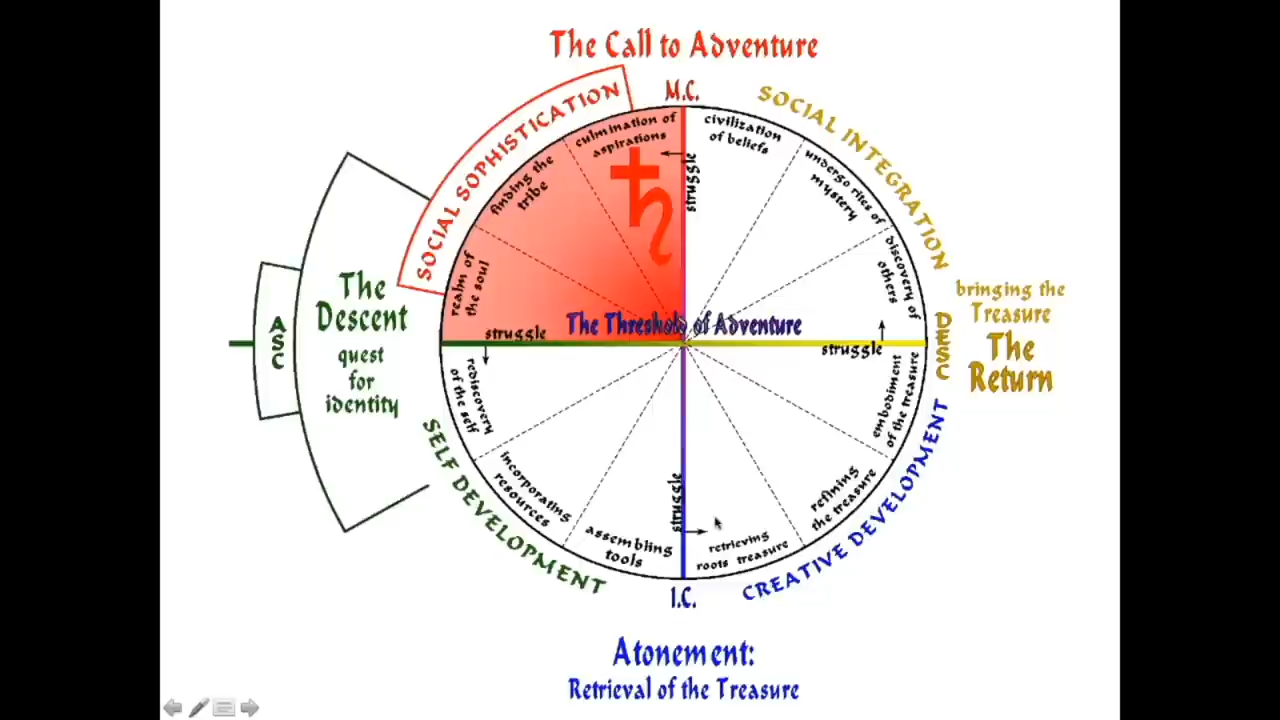 The Call to Adventure
M.C.
SOCIAL SOPHISTICATION
SOCIAL INTEGRATION
culmination of
aspirations
civilization
of beliefs
finding the
tribe
undergo rites of
mystery
struggle
realm of
the soul
discovery of
others
The Threshold of Adventure
struggle
struggle
ASC
The
Descent
quest
for
identity
DESC
bringing the
Treasure
The
Return
rediscovery
of the self
embodiment
of the treasure
incorporating
resources
refining
the treasure
struggle
assembling
tools
retrieving
roots treasure
SELF DEVELOPMENT
CREATIVE DEVELOPMENT
I.C.
Atonement:
Retrieval of the Treasure